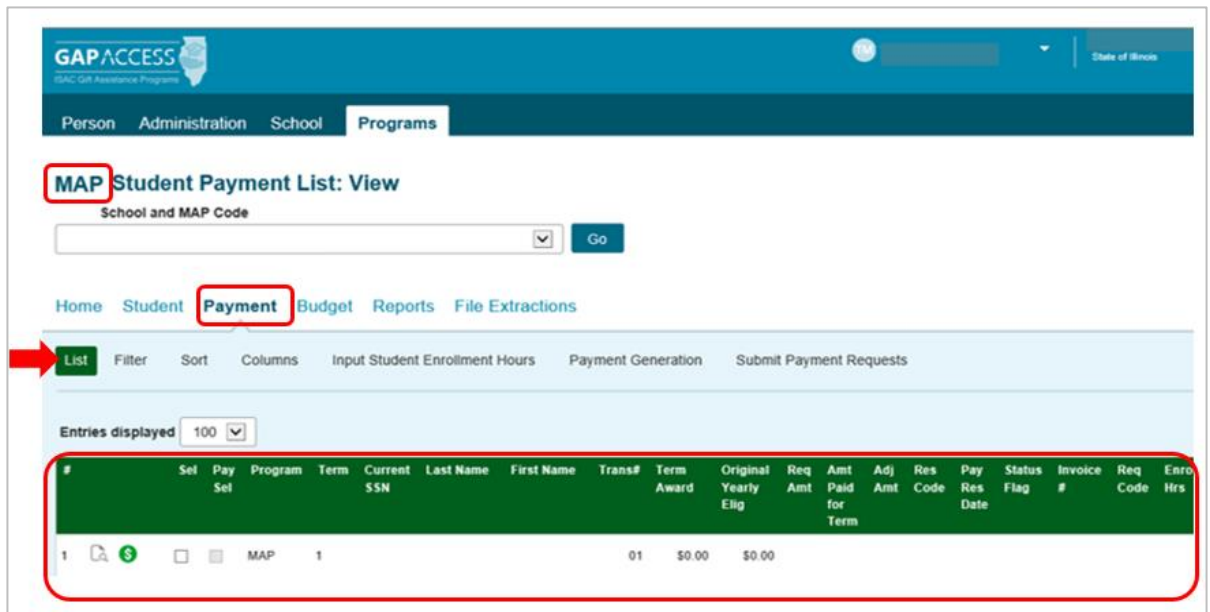 GAPACCESS
ISAC Gift Assistance Programs
TM
State of Illinois
Person Administration School Programs
MAP Student Payment List: View
School and MAP Code
Go
Home Student Payment Budget Reports File Extractions
List Filter Sort Columns Input Student Enrollment Hours Payment Generation Submit Payment Requests
Entries displayed 100
# Sel Pay Sel Program Term Current SSN Last Name First Name Trans# Term Award Original Yearly Elig Req Amt Amt Paid for Term Adj Amt Res Code Pay Res Date Status Flag Invoice # Req Code Enro Hrs
1 $ MAP 1 01 $0.00 $0.00